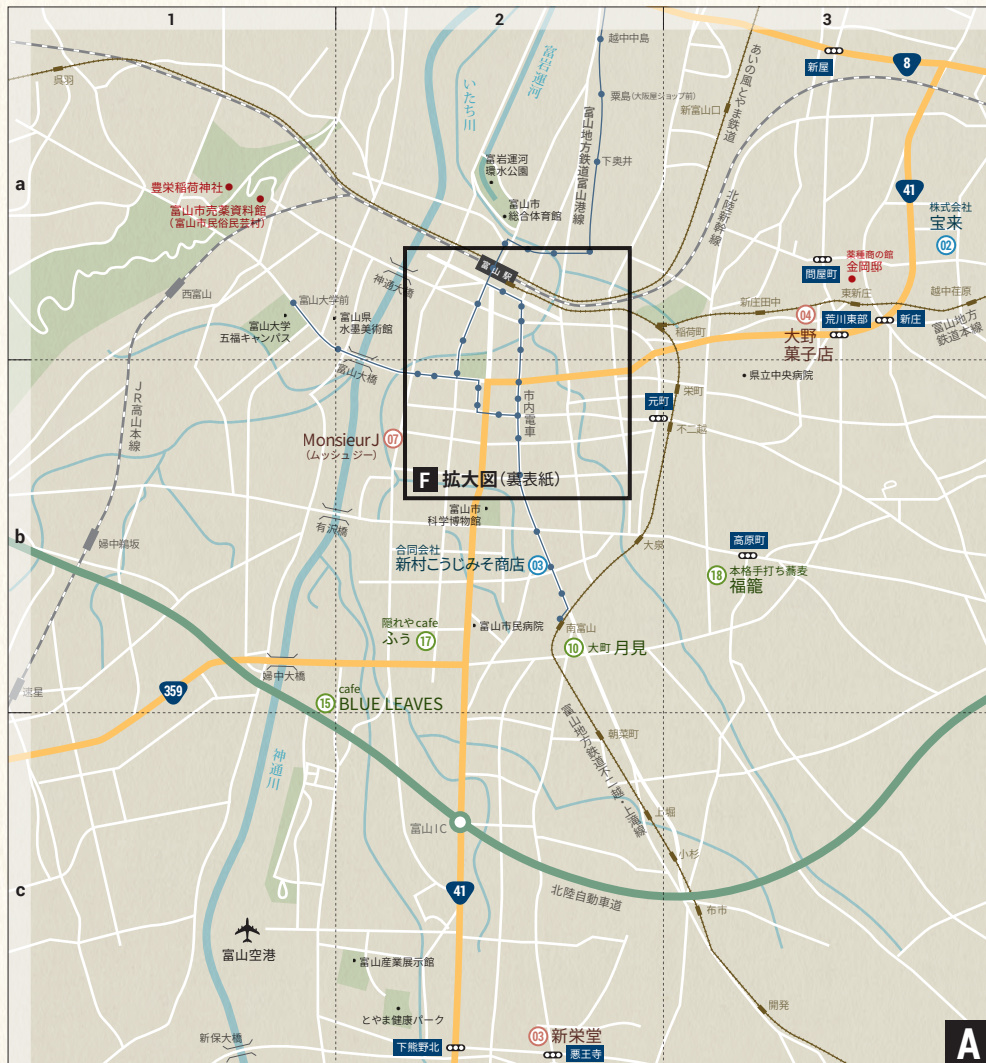 1
2
3
a
b
c
呉羽
越中中島
粟島(大阪屋ショップ前)
下奥井
富山地方鉄道富山港線
富岩運河
いたち川
あいの風とやま鉄道
新富山口
新屋
8
41
北陸新幹線
株式会社
宝来
02
豊栄稲荷神社
富山市売薬資料館
(富山市民俗民芸村)
富岩運河
環水公園
富山市
総合体育館
富山駅
神通大橋
西富山
富山大学前
富山大学
五福キャンパス
富山県
水墨美術館
富山大橋
薬種商の館
金岡邸
問屋町
新庄田中
東新庄
越中荏原
稲荷町
04
大野
菓子店
荒川東部
新庄
富山地方
鉄道本線
県立中央病院
栄町
元町
不二越
JR高山本線
市内電車
MonsieurJ
(ムッシュジー)
07
F 拡大図(裏表紙)
富山市
科学博物館
有沢橋
婦中鵜坂
大泉
高原町
合同会社
新村こうじみそ商店
03
18
本格手打ち蕎麦
福籠
隠れやcafe
ふぅ
17
富山市民病院
南富山
10
大町 月見
婦中大橋
速星
359
15
cafe
BLUE LEAVES
神通川
朝菜町
富山地方鉄道不二越・上滝線
上堀
小杉
富山IC
41
北陸自動車道
布市
富山空港
富山産業展示館
とやま健康パーク
開発
新保大橋
下熊野北
03
新栄堂
悪王寺
A